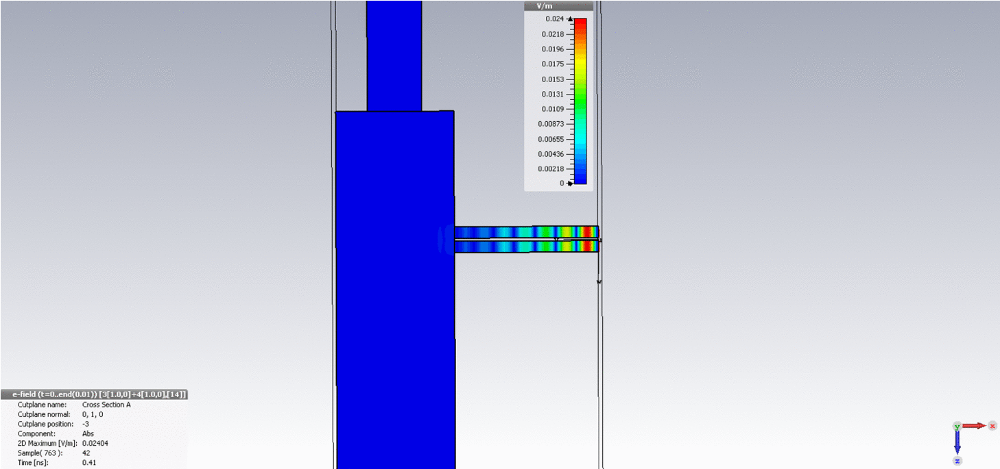 V/m
0.024
0.0218
0.0196
0.0175
0.0153
0.0131
0.0109
0.00873
0.00655
0.00436
0.00218
0
e-field (t=0..end(0.01)) [3[1.0,0]+4[1.0,0],[14]]
Cutplane name: Cross Section A
Cutplane normal: 0, 1, 0
Cutplane position: -3
Component: Abs
2D Maximum [V/m]: 0.02404
Sample( 763 ): 42
Time [ns]: 0.41
y x
z